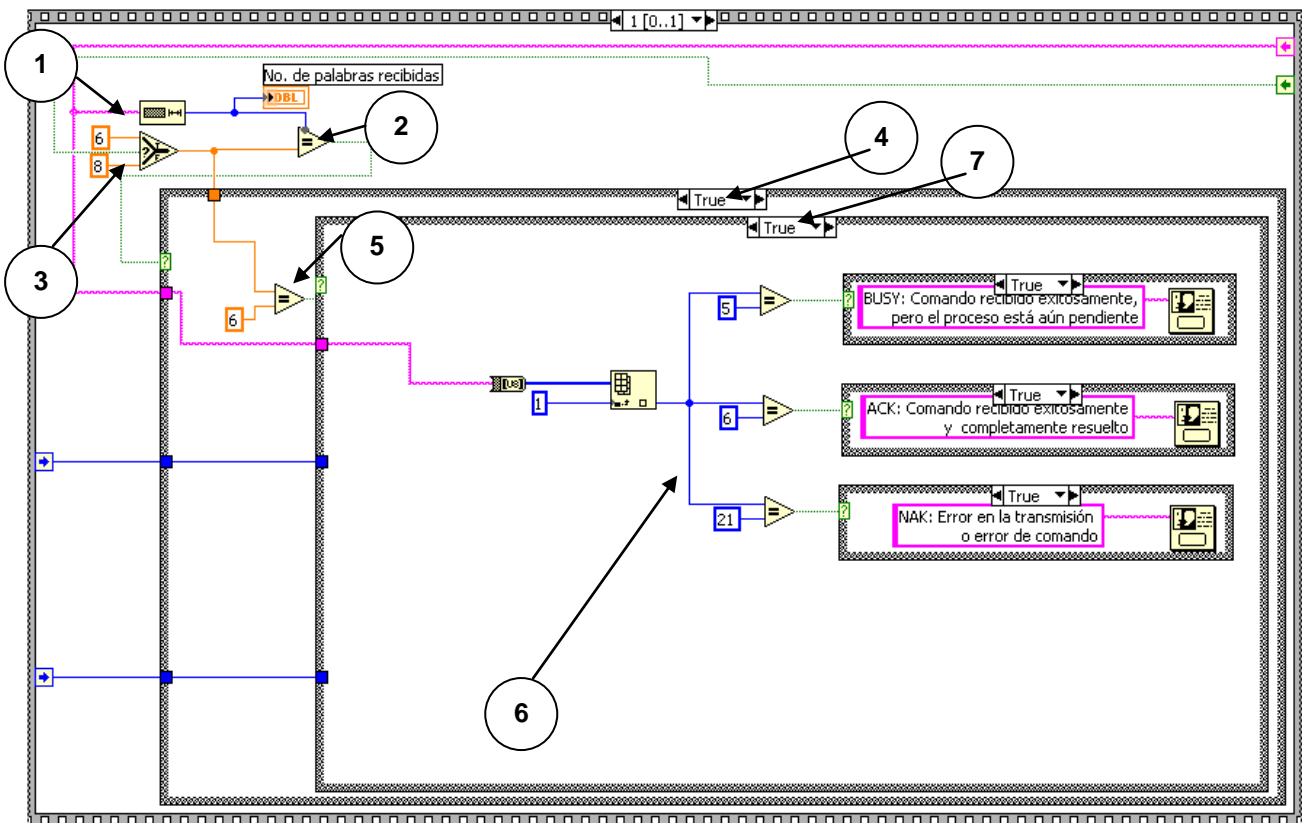 1 [0..1]
1
No. de palabras recibidas
DBL
2
6
?
T
F
=
8
3
4
True
7
True
?
5
?
=
6
True
BUSY: Comando recibido exitosamente,
pero el proceso está aún pendiente
?
=
5
[U8]
1
True
ACK: Comando recibido exitosamente
y completamente resuelto
?
=
6
True
NAK: Error en la transmisión
o error de comando
?
=
21
6